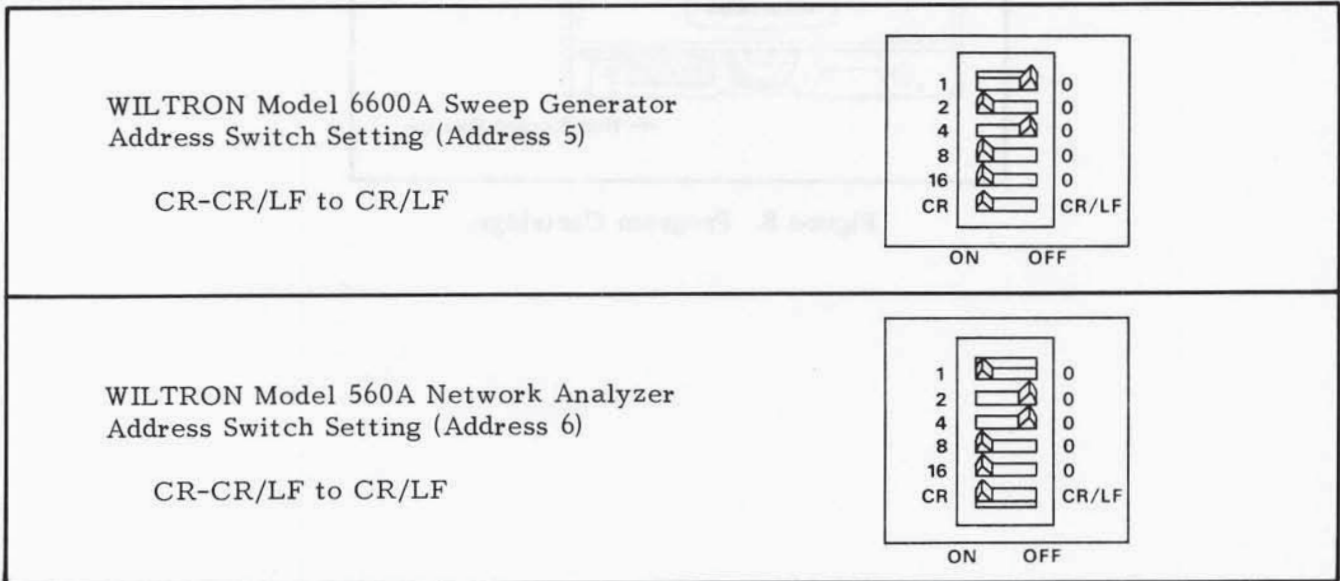 WILTRON Model 6600A Sweep Generator
Address Switch Setting (Address 5)
CR-CR/LF to CR/LF
1 0
2 0
4 0
8 0
16 0
CR CR/LF
ON OFF
WILTRON Model 560A Network Analyzer
Address Switch Setting (Address 6)
CR-CR/LF to CR/LF
1 0
2 0
4 0
8 0
16 0
CR CR/LF
ON OFF